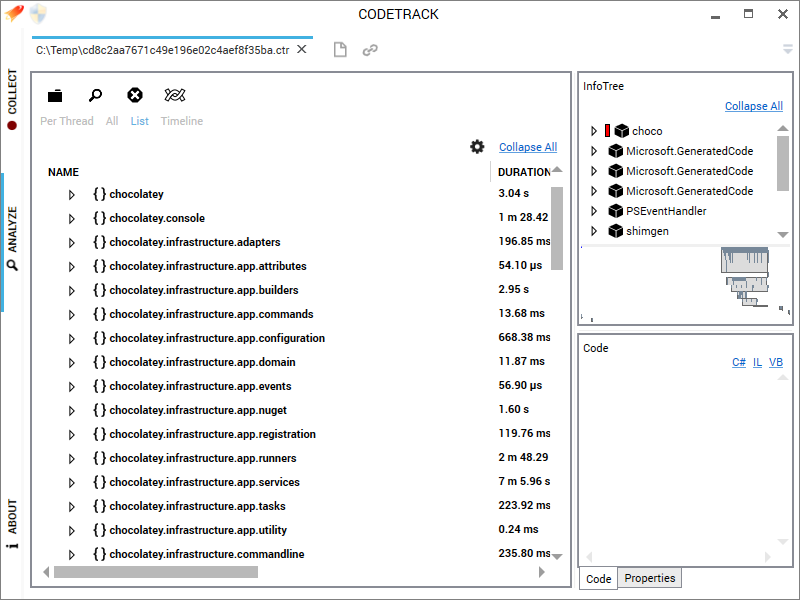 CODETRACK
C:\Temp\cd8c2aa7671c49e196e02c4aef8f35ba.ctr
COLLECT
ANALYZE
ABOUT
Per Thread All List Timeline
Collapse All
NAME DURATION
{ } chocolatey 3.04 s
{ } chocolatey.console 1 m 28.42
{ } chocolatey.infrastructure.adapters 196.85 ms
{ } chocolatey.infrastructure.app.attributes 54.10 µs
{ } chocolatey.infrastructure.app.builders 2.95 s
{ } chocolatey.infrastructure.app.commands 13.68 ms
{ } chocolatey.infrastructure.app.configuration 668.38 ms
{ } chocolatey.infrastructure.app.domain 11.87 ms
{ } chocolatey.infrastructure.app.events 56.90 µs
{ } chocolatey.infrastructure.app.nuget 1.60 s
{ } chocolatey.infrastructure.app.registration 119.76 ms
{ } chocolatey.infrastructure.app.runners 2 m 48.29
{ } chocolatey.infrastructure.app.services 7 m 5.96 s
{ } chocolatey.infrastructure.app.tasks 223.92 ms
{ } chocolatey.infrastructure.app.utility 0.24 ms
{ } chocolatey.infrastructure.commandline 235.80 ms
InfoTree
Collapse All
choco
Microsoft.GeneratedCode
Microsoft.GeneratedCode
Microsoft.GeneratedCode
PSEventHandler
shimgen
Code
C# IL VB
Code Properties